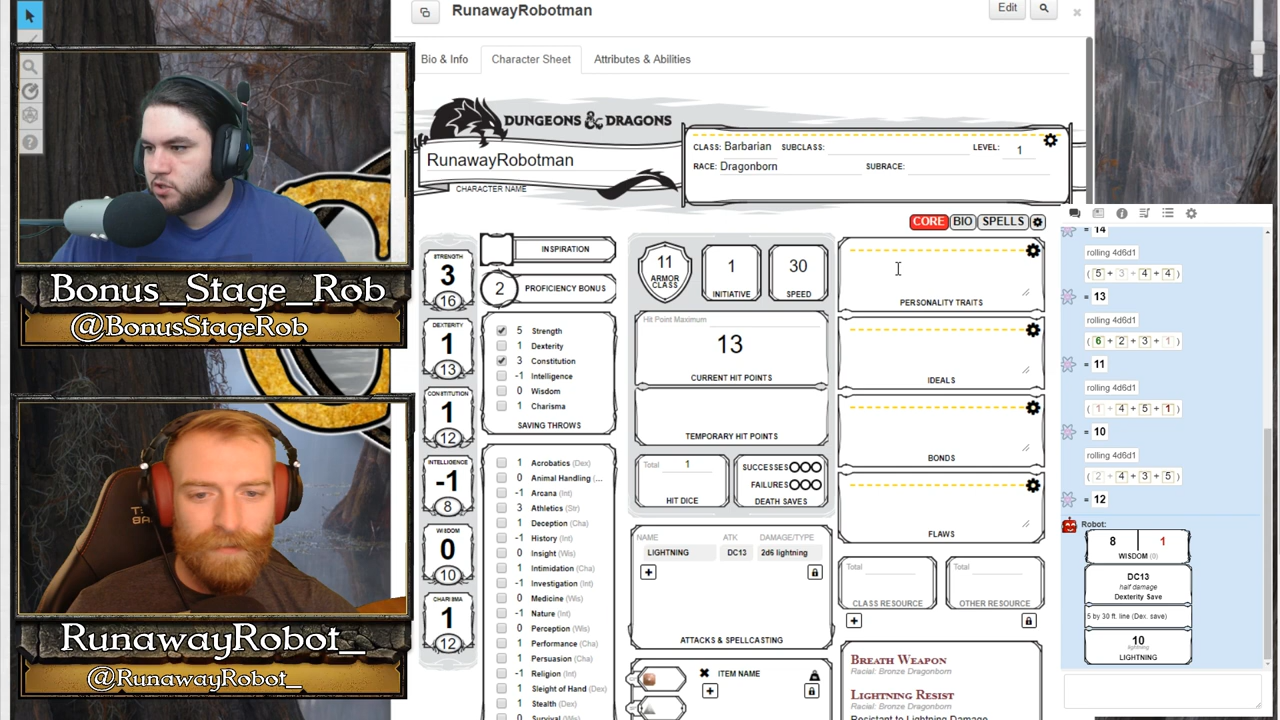 RunawayRobotman
Edit
Bio & Info
Character Sheet
Attributes & Abilities
DUNGEONS & DRAGONS
RunawayRobotman
CHARACTER NAME
CLASS: Barbarian SUBCLASS: LEVEL: 1
RACE: Dragonborn SUBRACE:
CORE BIO SPELLS
STRENGTH
3
16
DEXTERITY
1
13
CONSTITUTION
1
12
INTELLIGENCE
-1
8
WISDOM
0
10
CHARISMA
1
12
INSPIRATION
2 PROFICIENCY BONUS
5 Strength
1 Dexterity
3 Constitution
-1 Intelligence
0 Wisdom
1 Charisma
SAVING THROWS
1 Acrobatics (Dex)
0 Animal Handling (...
-1 Arcana (Int)
3 Athletics (Str)
1 Deception (Cha)
-1 History (Int)
0 Insight (Wis)
1 Intimidation (Cha)
-1 Investigation (Int)
0 Medicine (Wis)
-1 Nature (Int)
0 Perception (Wis)
1 Performance (Cha)
1 Persuasion (Cha)
-1 Religion (Int)
1 Sleight of Hand (Dex)
1 Stealth (Dex)
0 Survival (Wis)
11
ARMOR
CLASS
1
INITIATIVE
30
SPEED
Hit Point Maximum
13
CURRENT HIT POINTS
TEMPORARY HIT POINTS
Total 1
HIT DICE
SUCCESSES
FAILURES
DEATH SAVES
NAME ATK DAMAGE/TYPE
LIGHTNING DC13 2d6 lightning
ATTACKS & SPELLCASTING
ITEM NAME
PERSONALITY TRAITS
IDEALS
BONDS
FLAWS
Total
CLASS RESOURCE
Total
OTHER RESOURCE
BREATH WEAPON
Racial: Bronze Dragonborn
LIGHTNING RESIST
Racial: Bronze Dragonborn
Resistant to Lightning Damage
= 14
rolling 4d6d1
(5+3+4+4)
= 13
rolling 4d6d1
(6+2+3+1)
= 11
rolling 4d6d1
(1+4+5+1)
= 10
rolling 4d6d1
(2+4+3+5)
= 12
Robot:
8 1
WISDOM (0)
DC13
half damage
Dexterity Save
5 by 30 ft. line (Dex. save)
10
lightning
LIGHTNING
Bonus_Stage_Rob
@BonusStageRob
RunawayRobot_
@RunawayRobot_